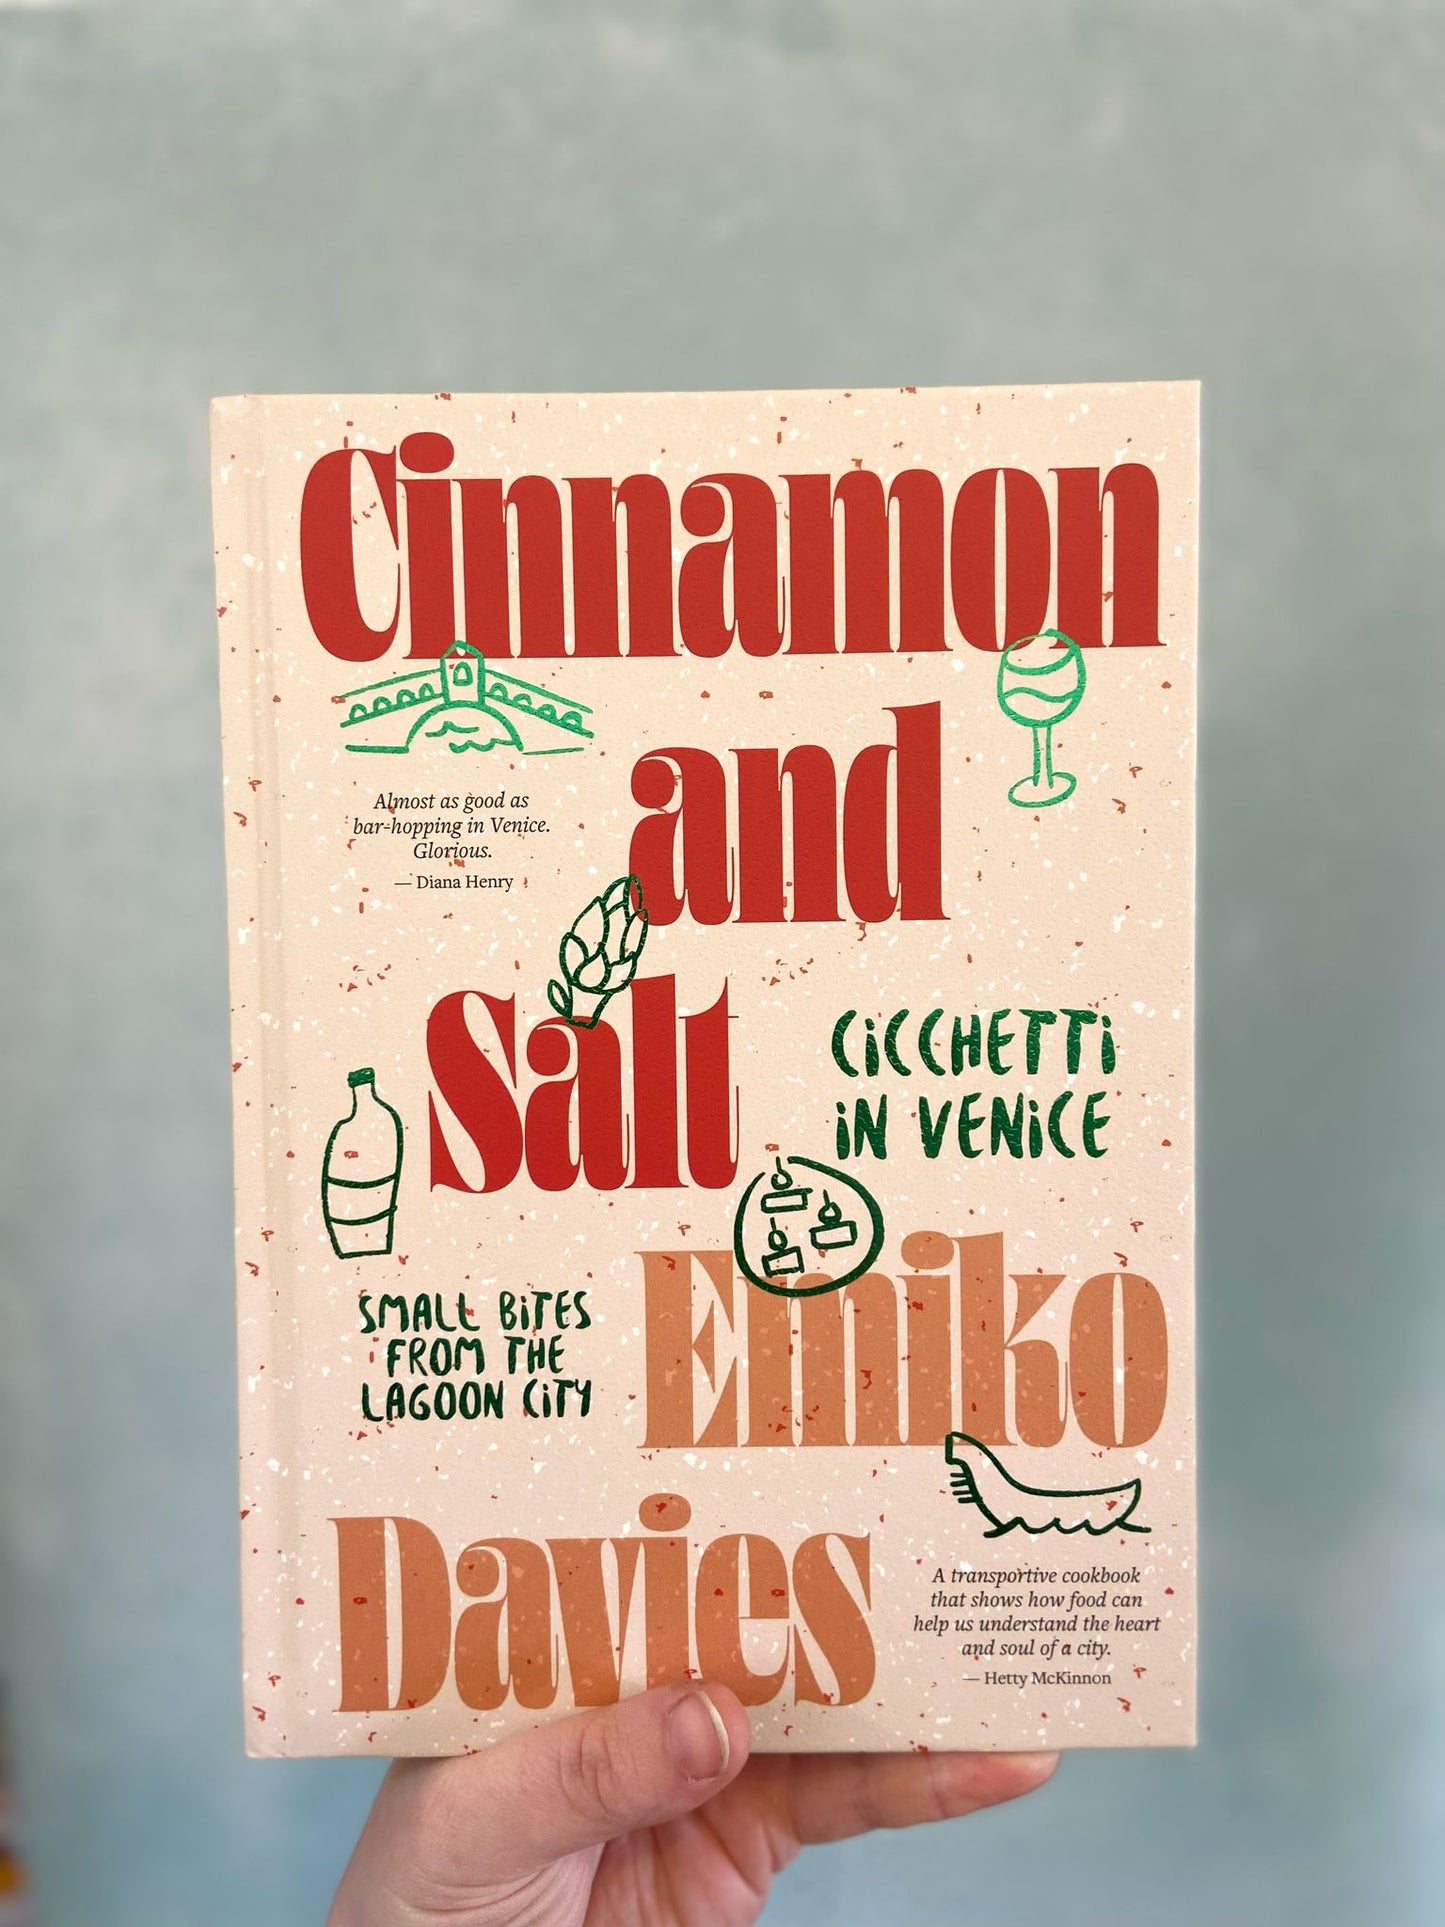 Cinnamon
and
Almost as good as
bar-hopping in Venice.
Glorious.
— Diana Henry
Salt
CiCCHETTi
iN VENiCE
SMALL BiTES
FROM THE
LAGOON CiTY
Emiko
Davies
A transportive cookbook
that shows how food can
help us understand the heart
and soul of a city.
— Hetty McKinnon